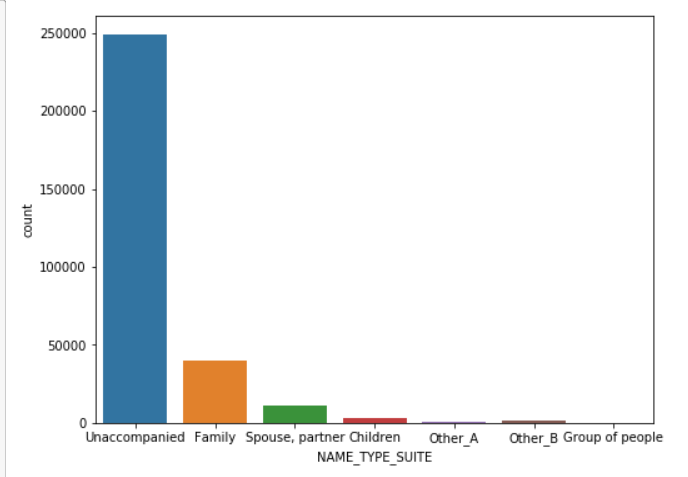 250000
200000
150000
100000
50000
0
count
Unaccompanied Family Spouse, partner Children Other_A Other_B Group of people
NAME_TYPE_SUITE